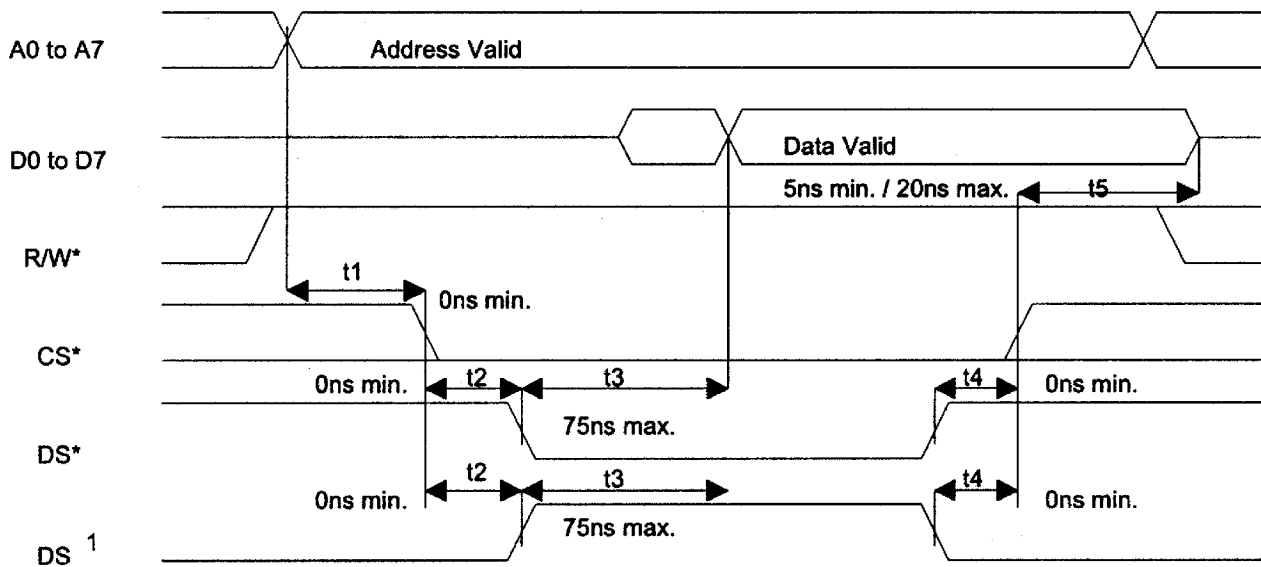 A0 to A7
Address Valid
D0 to D7
Data Valid
5ns min. / 20ns max.
t5
R/W*
t1
0ns min.
CS*
0ns min.
t2
t3
t4
0ns min.
75ns max.
DS*
0ns min.
t2
t3
t4
0ns min.
75ns max.
DS 1